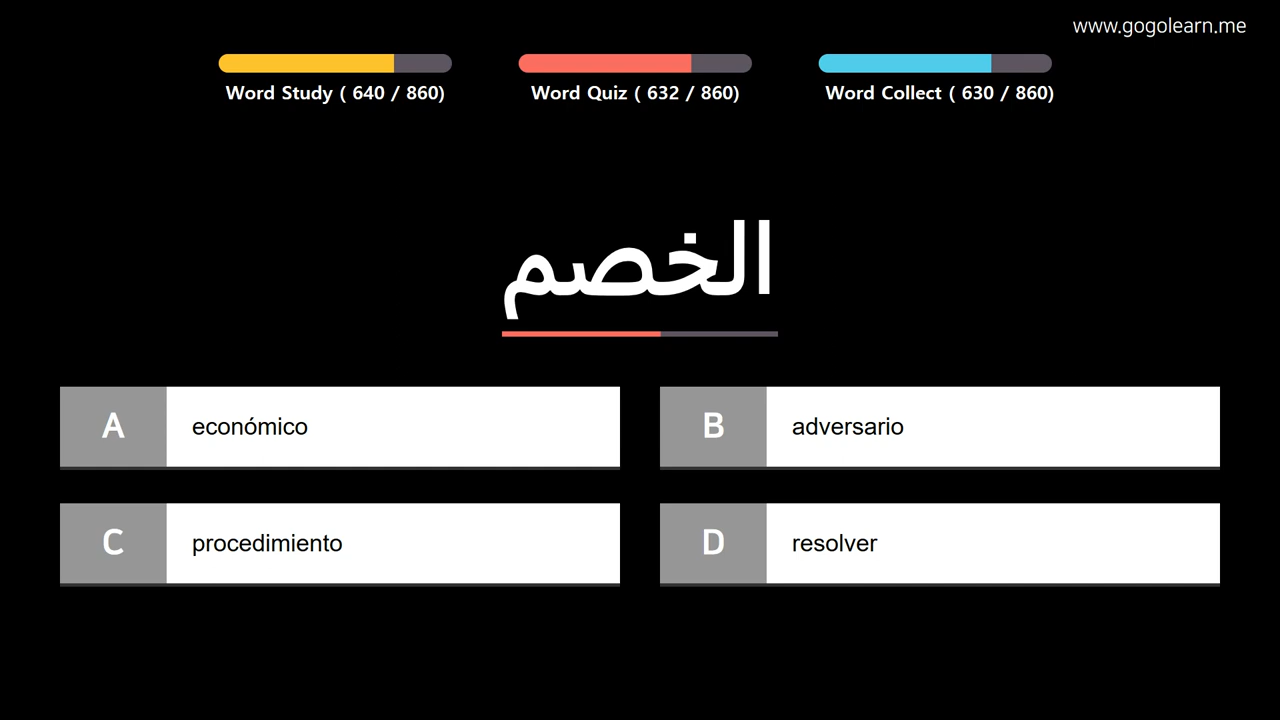 www.gogolearn.me
Word Study ( 640 / 860)
Word Quiz ( 632 / 860)
Word Collect ( 630 / 860)
الخصم
A económico
B adversario
C procedimiento
D resolver